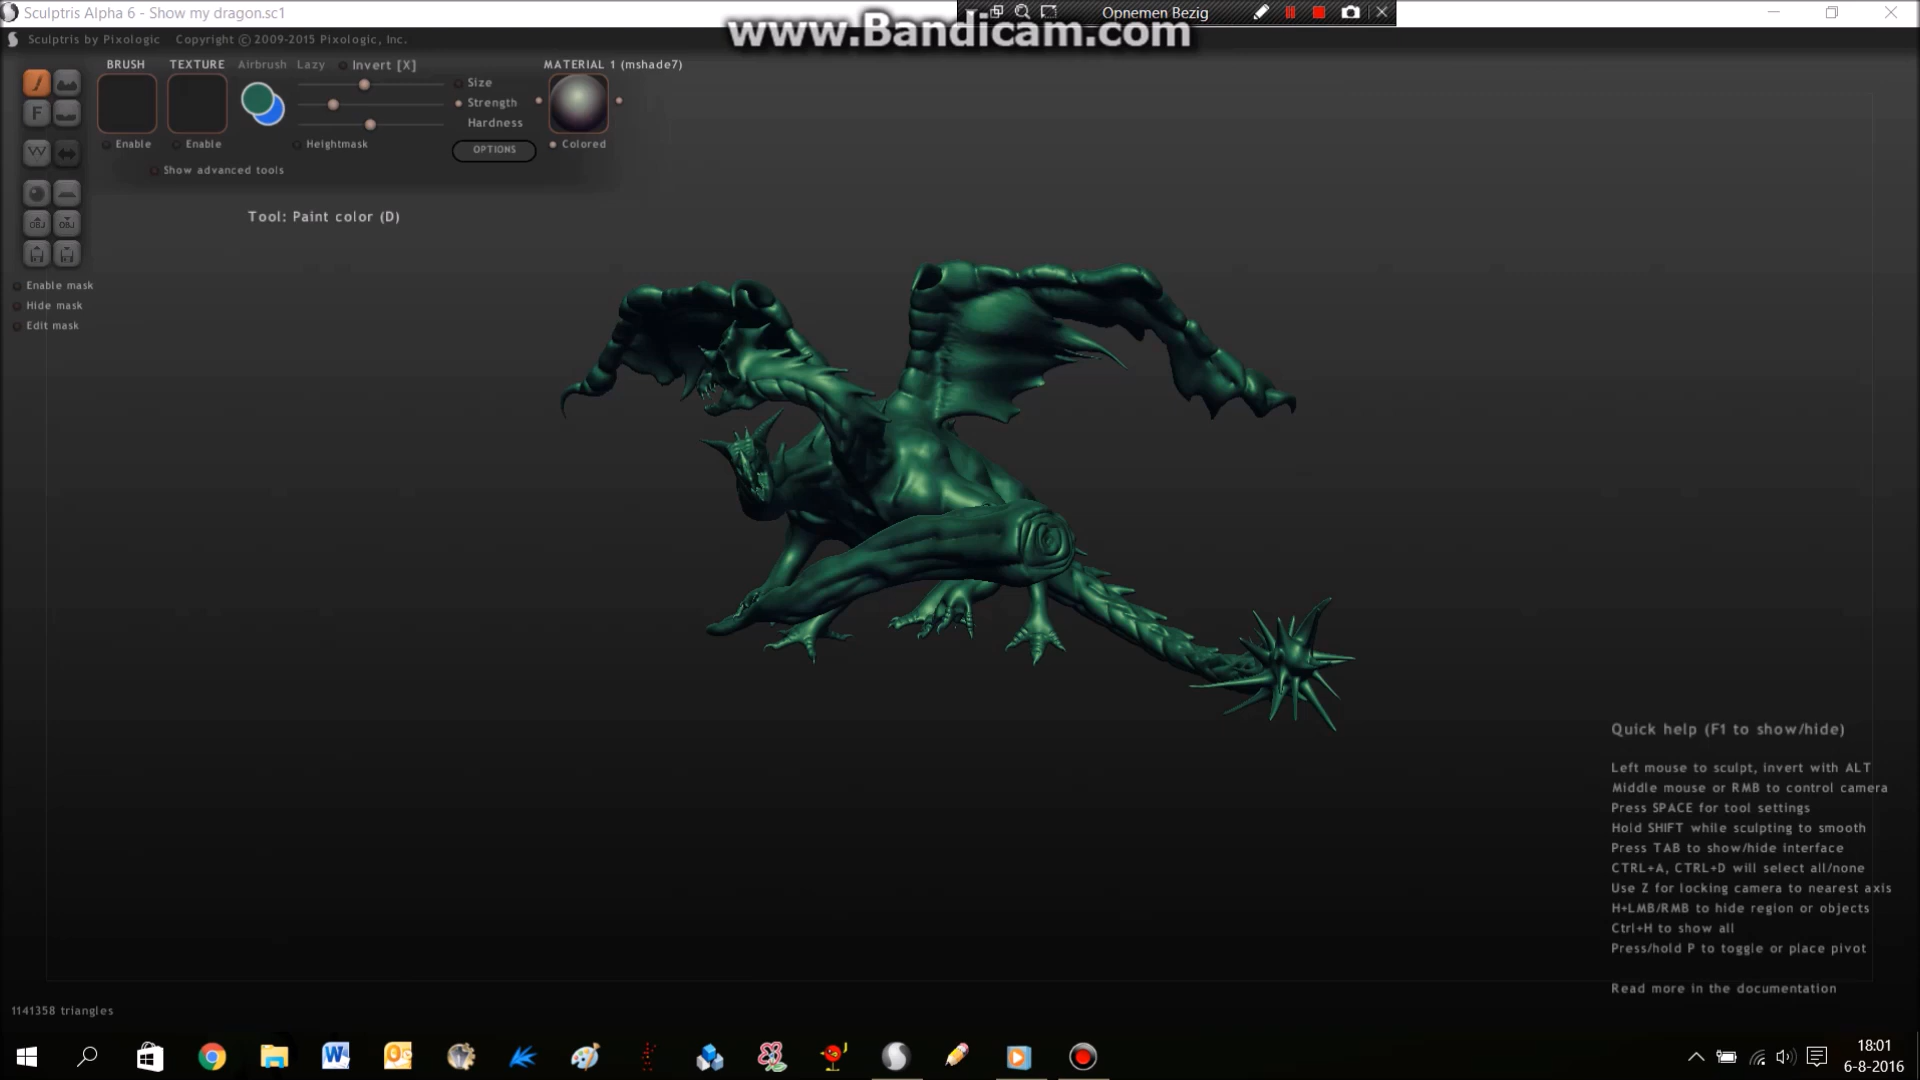 Sculptris Alpha 6 - Show my dragon.sc1
Opnemen Bezig
www.Bandicam.com
Sculptris by Pixologic Copyright © 2009-2015 Pixologic, Inc.
BRUSH TEXTURE Airbrush Lazy Invert [X] MATERIAL 1 (mshade7)
Size
Strength
Hardness
Enable Enable Heightmask OPTIONS Colored
Show advanced tools
Tool: Paint color (D)
F
OBJ OBJ
Enable mask
Hide mask
Edit mask
Quick help (F1 to show/hide)
Left mouse to sculpt, invert with ALT
Middle mouse or RMB to control camera
Press SPACE for tool settings
Hold SHIFT while sculpting to smooth
Press TAB to show/hide interface
CTRL+A, CTRL+D will select all/none
Use Z for locking camera to nearest axis
H+LMB/RMB to hide region or objects
Ctrl+H to show all
Press/hold P to toggle or place pivot
Read more in the documentation
1141358 triangles
18:01
6-8-2016